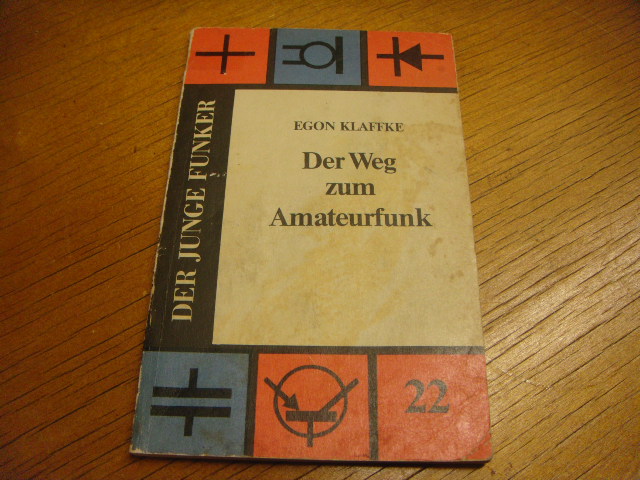 EGON KLAFFKE
Der Weg
zum
Amateurfunk
DER JUNGE FUNKER
22